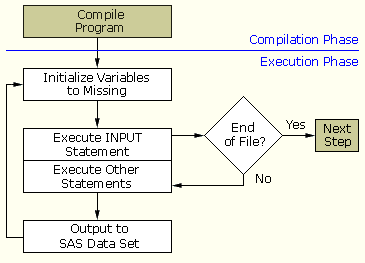 Compile
Program
Compilation Phase
Execution Phase
Initialize Variables
to Missing
Execute INPUT
Statement
End
of File?
Yes
Next
Step
Execute Other
Statements
No
Output to
SAS Data Set